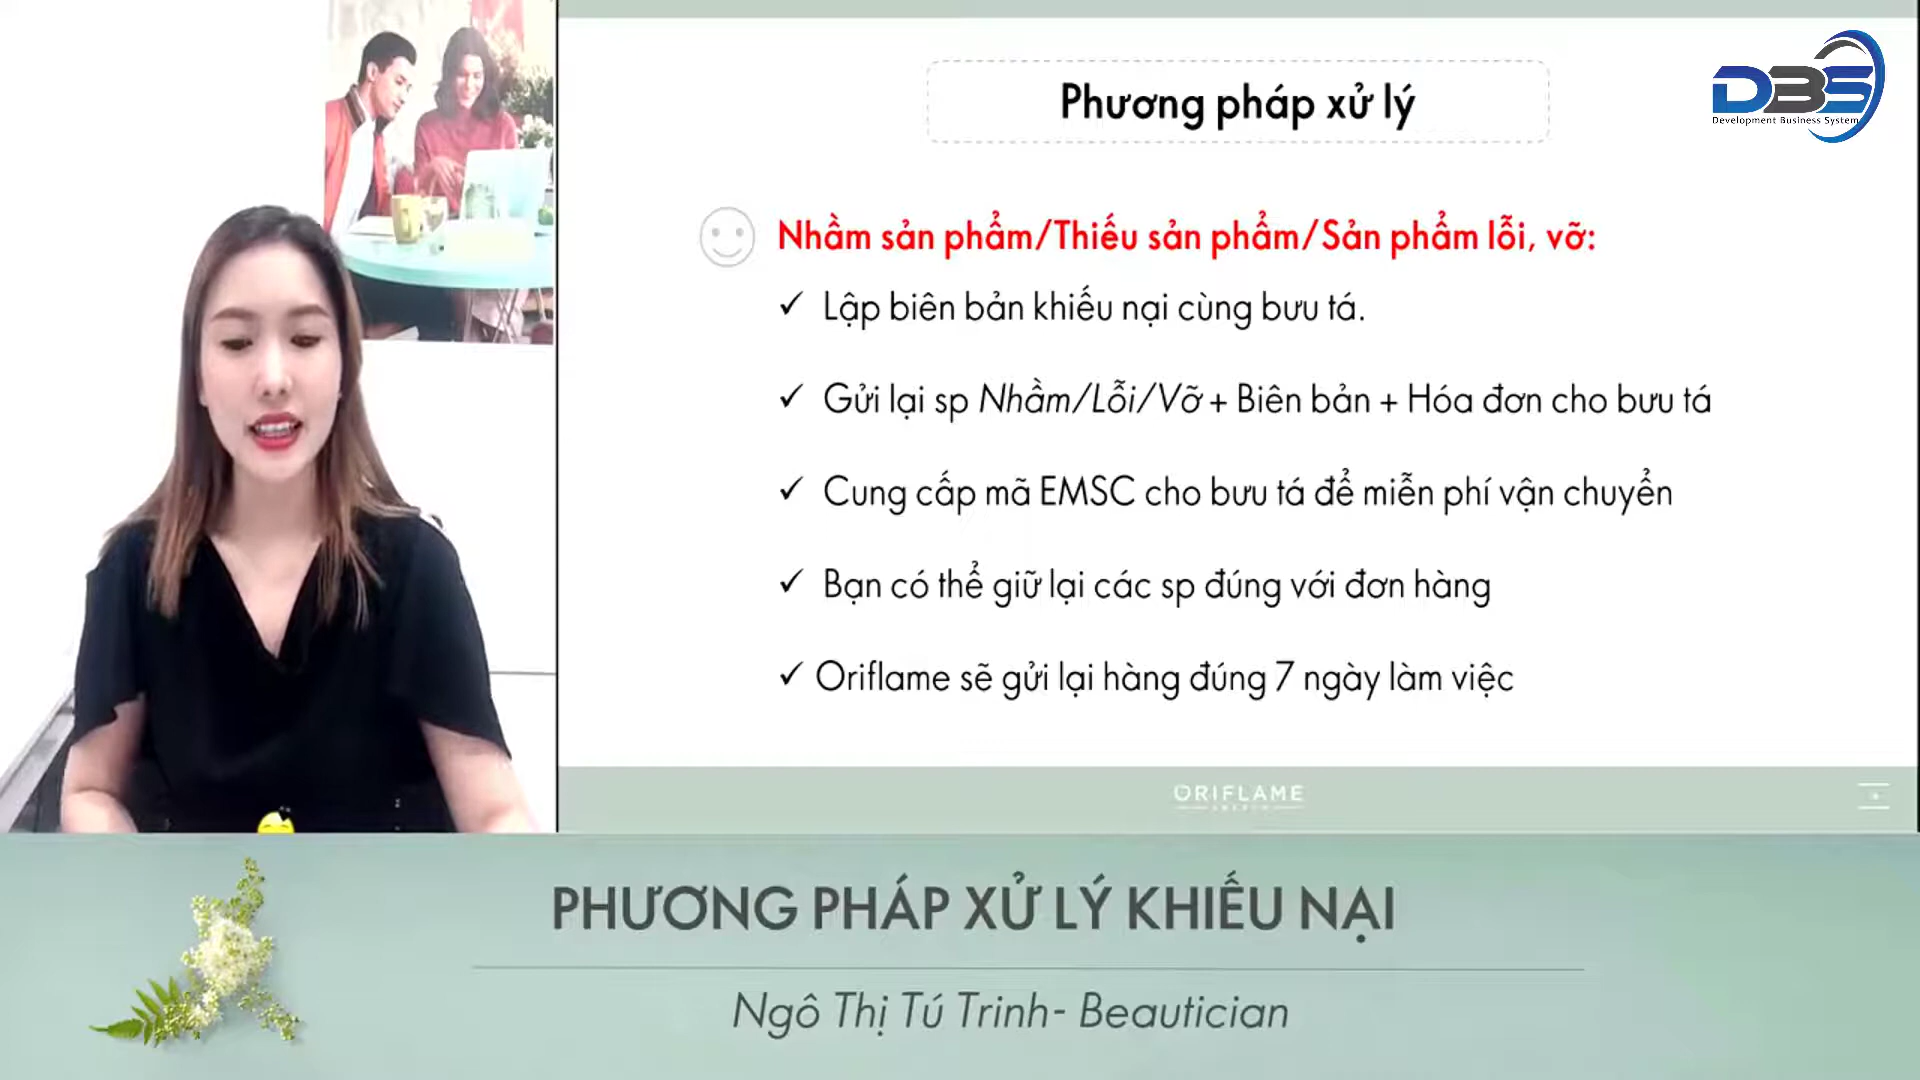 Phương pháp xử lý
DBS
Development Business System
Nhầm sản phẩm/Thiếu sản phẩm/Sản phẩm lỗi, vỡ:
✓ Lập biên bản khiếu nại cùng bưu tá.
✓ Gửi lại sp Nhầm/Lỗi/Vỡ + Biên bản + Hóa đơn cho bưu tá
✓ Cung cấp mã EMSC cho bưu tá để miễn phí vận chuyển
✓ Bạn có thể giữ lại các sp đúng với đơn hàng
✓ Oriflame sẽ gửi lại hàng đúng 7 ngày làm việc
ORIFLAME
PHƯƠNG PHÁP XỬ LÝ KHIẾU NẠI
Ngô Thị Tú Trinh- Beautician